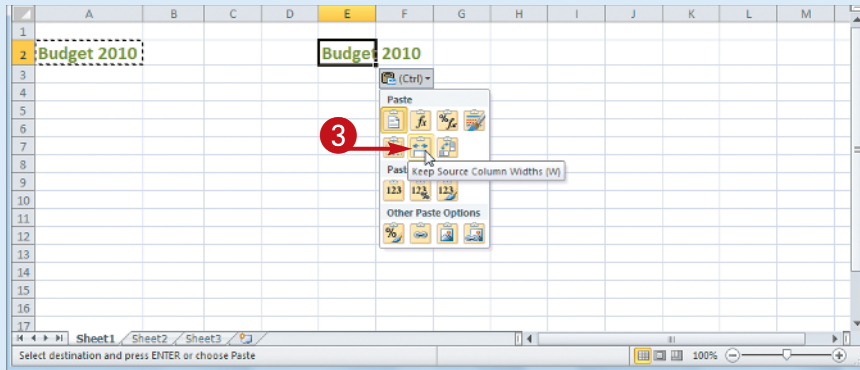 A B C D E F G H I J K L M
1
2 Budget 2010 Budget 2010
3 (Ctrl)
4 Paste
5
6
3
7
8 Keep Source Column Widths (W)
9 Past
10 123 123 % 123
11 Other Paste Options
12
13
14
15
16
17
Sheet1 Sheet2 Sheet3
Select destination and press ENTER or choose Paste 100%